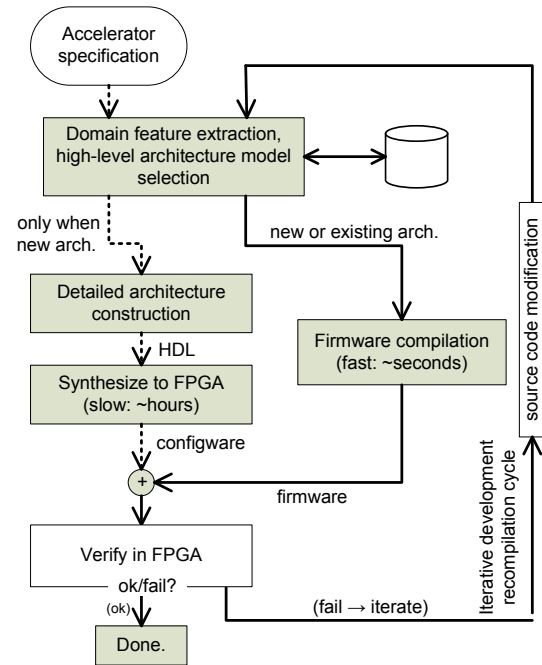 Accelerator
specification
Domain feature extraction,
high-level architecture model
selection
only when
new arch.
new or existing arch.
Detailed architecture
construction
HDL
Synthesize to FPGA
(slow: ~hours)
configware
Firmware compilation
(fast: ~seconds)
source code modification
+
firmware
Verify in FPGA
ok/fail?
(ok)
(fail → iterate)
Iterative development
recompilation cycle
Done.